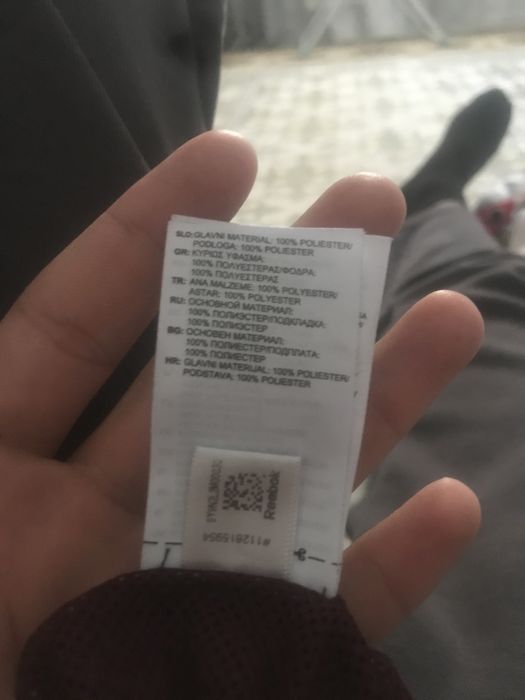 SLO: GLAVNI MATERIAL: 100% POLIESTER/
PODLOGA: 100% POLIESTER
GR: ΚΥΡΙΟΣ ΥΦΑΣΜΑ:
100% ΠΟΛΥΕΣΤΕΡΑΣ/ΦΟΔΡΑ:
100% ΠΟΛΥΕΣΤΕΡΑΣ
TR: ANA MALZEME: 100% POLYESTER/
ASTAR: 100% POLYESTER
RU: ОСНОВНОЙ МАТЕРИАЛ:
100% ПОЛИЭСТЕР/ПОДКЛАДКА:
100% ПОЛИЭСТЕР
BG: ОСНОВЕН МАТЕРИАЛ:
100% ПОЛИЕСТЕР/ПОДПЛАТА:
100% ПОЛИЕСТЕР
HR: GLAVNI MATERIJAL: 100% POLIESTER/
PODSTAVA: 100% POLIESTER
Reebok
#112815954